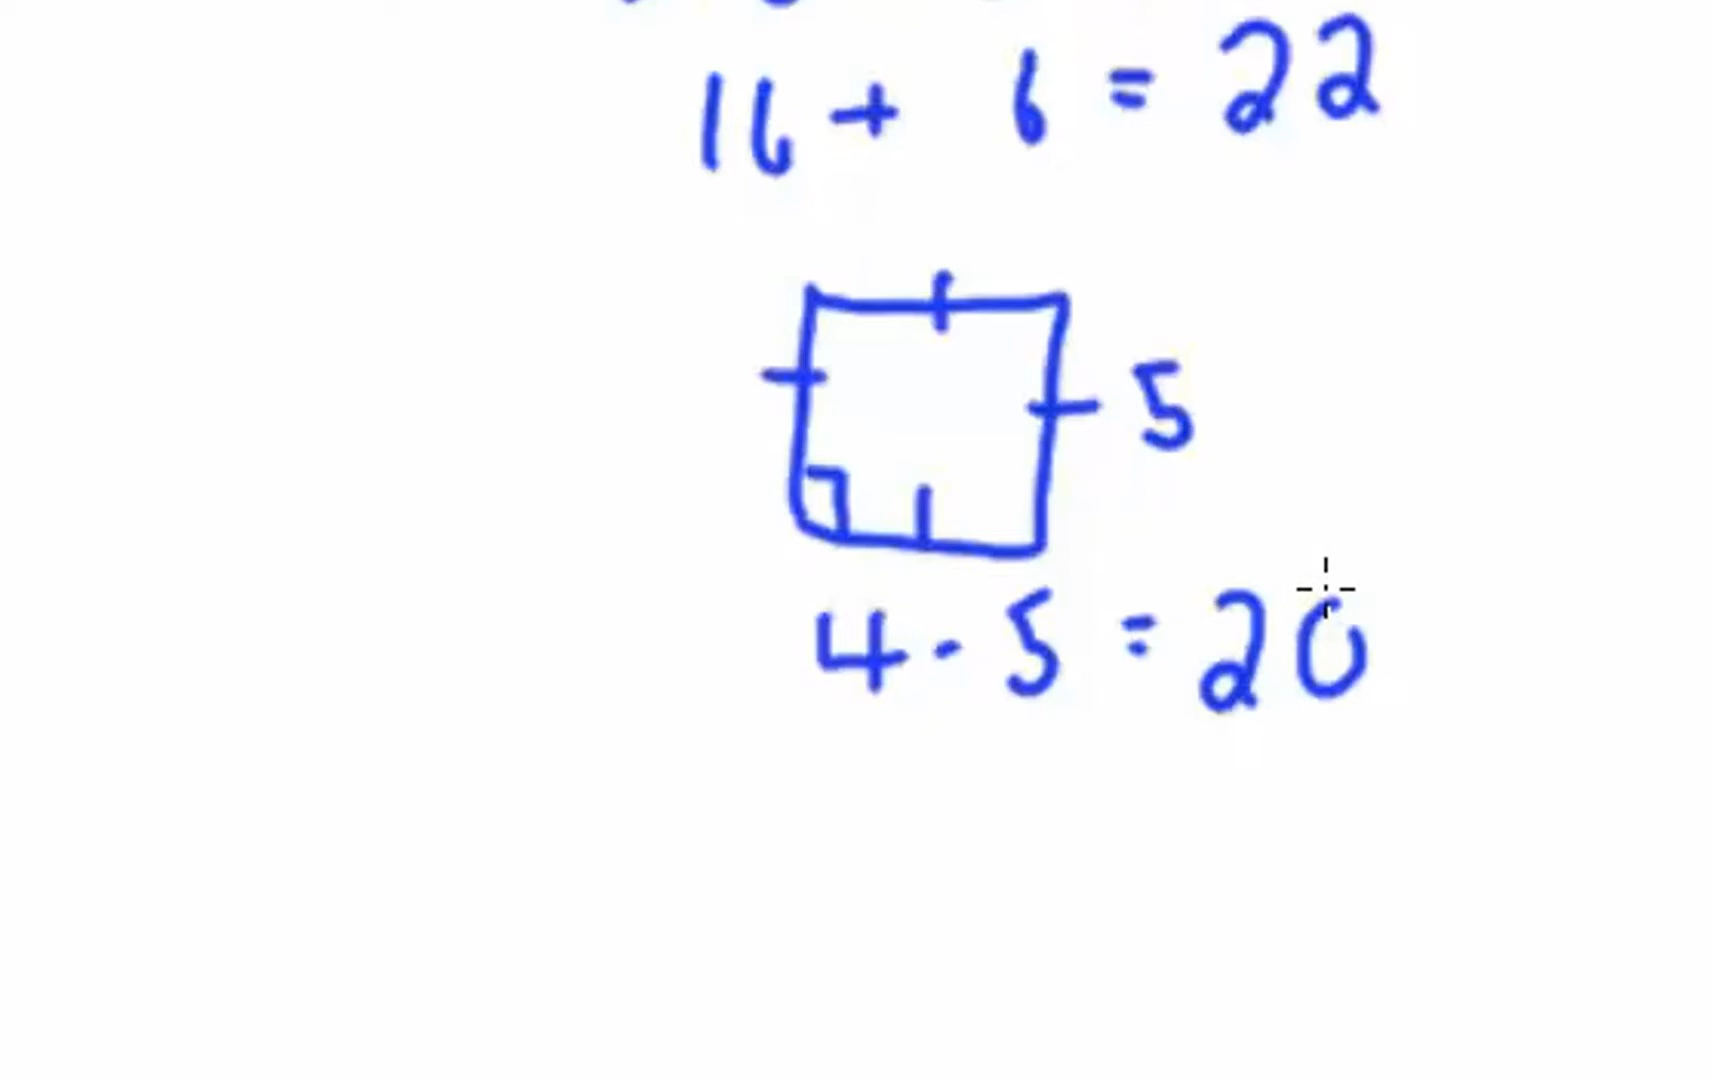 16 + 6 = 22
5
4 · 5 = 20